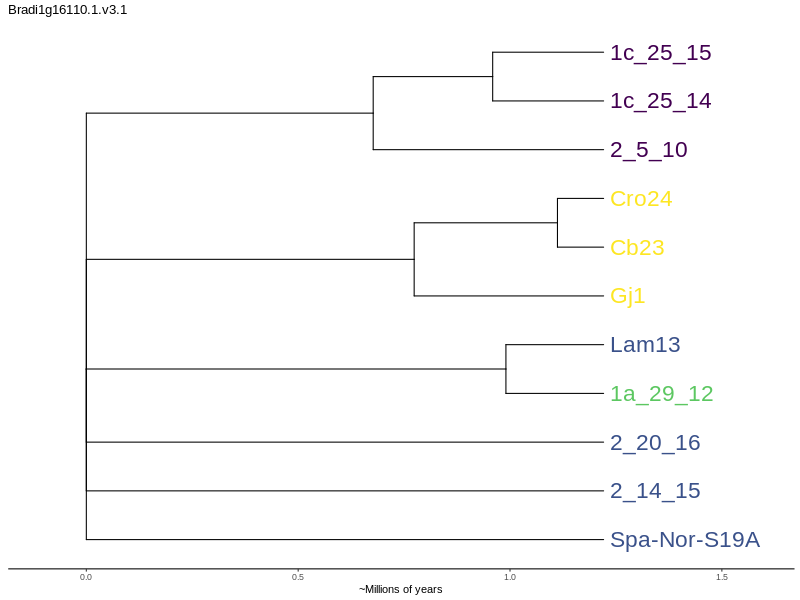 Bradi1g16110.1.v3.1
1c_25_15
1c_25_14
2_5_10
Cro24
Cb23
Gj1
Lam13
1a_29_12
2_20_16
2_14_15
Spa-Nor-S19A
0.0 0.5 1.0 1.5
~Millions of years